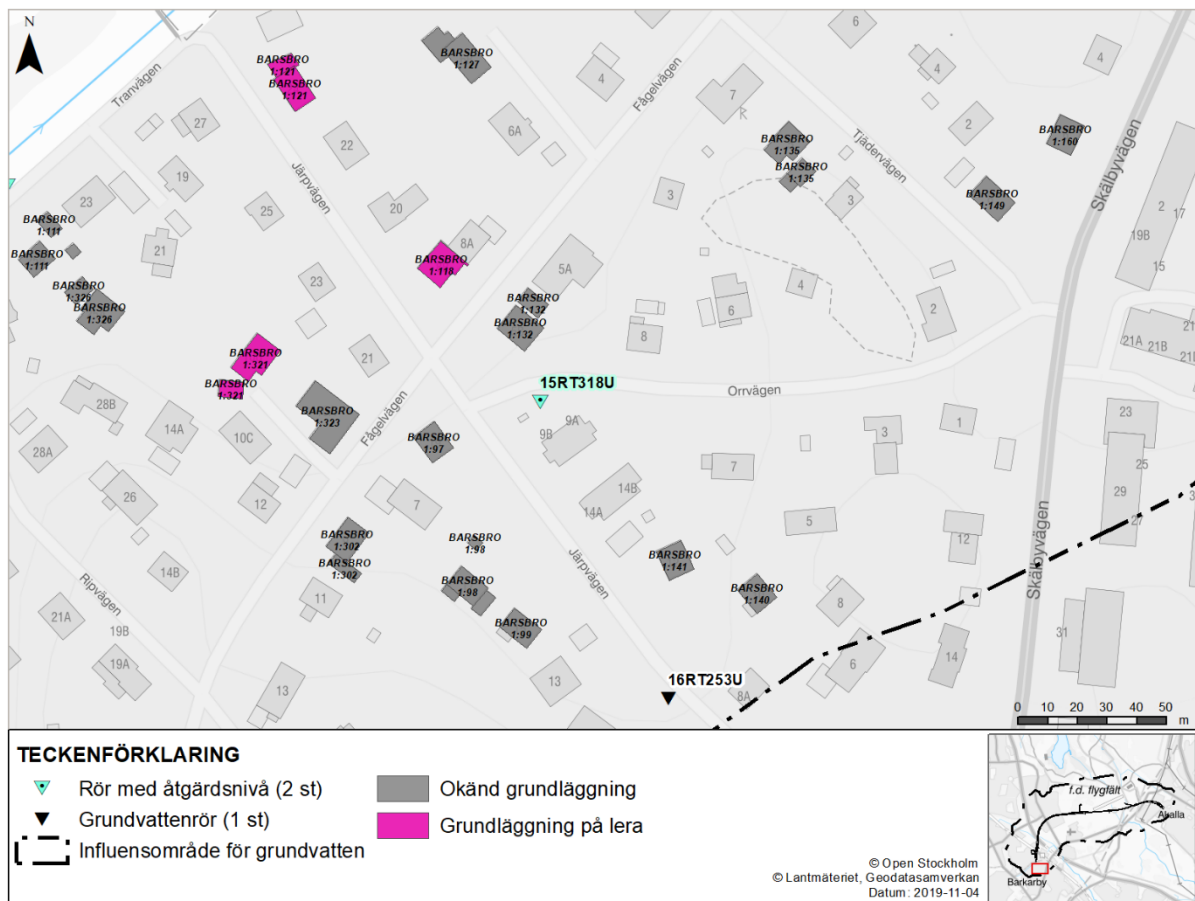 N
BARSBRO
1:121
BARSBRO
1:121
BARSBRO
1:127
6
4
4
Tranvägen
Fågelvägen
4
7
27
22
6A
BARSBRO
1:135
BARSBRO
1:135
Tjädervägen
2
BARSBRO
1:160
Skälbyvägen
19
Järpvägen
23
25
20
3
3
BARSBRO
1:149
2
17
19B
15
BARSBRO
1:111
BARSBRO
1:111
21
8A
BARSBRO
1:118
5A
23
4
BARSBRO
1:326
BARSBRO
1:326
BARSBRO
1:132
BARSBRO
1:132
6
8
2
21A
21B
BARSBRO
1:321
BARSBRO
1:321
21
15RT318U
Orrvägen
28B
BARSBRO
1:323
Fågelvägen
14A
10C
BARSBRO
1:97
9A
9B
3
1
23
28A
7
25
26
12
7
14B
14A
29
27
5
12
BARSBRO
1:302
BARSBRO
1:302
BARSBRO
1:98
BARSBRO
1:98
Järpvägen
BARSBRO
1:141
BARSBRO
1:140
Skälbyvägen
14B
Ripvägen
11
8
21A
19B
BARSBRO
1:99
31
19A
13
13
16RT253U
8A
6
14
0 10 20 30 40 50
m
TECKENFÖRKLARING
Rör med åtgärdsnivå (2 st)
Grundvattenrör (1 st)
Influensområde för grundvatten
Okänd grundläggning
Grundläggning på lera
© Open Stockholm
© Lantmäteriet, Geodatasamverkan
Datum: 2019-11-04
f.d. flygfält
Akalla
Barkarby